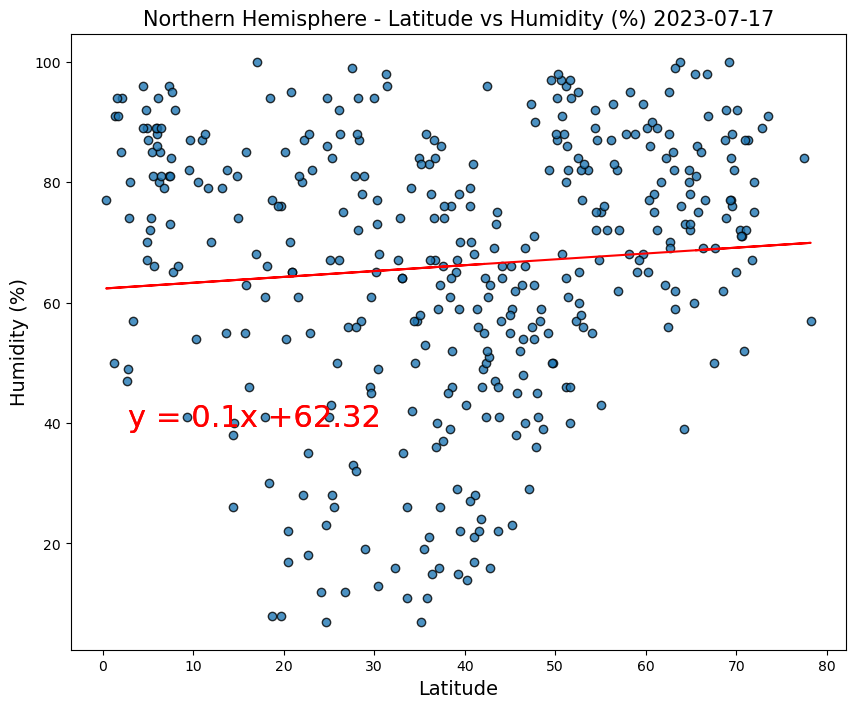 Northern Hemisphere - Latitude vs Humidity (%) 2023-07-17
Humidity (%)
100
80
60
40
20
y = 0.1x +62.32
0 10 20 30 40 50 60 70 80
Latitude